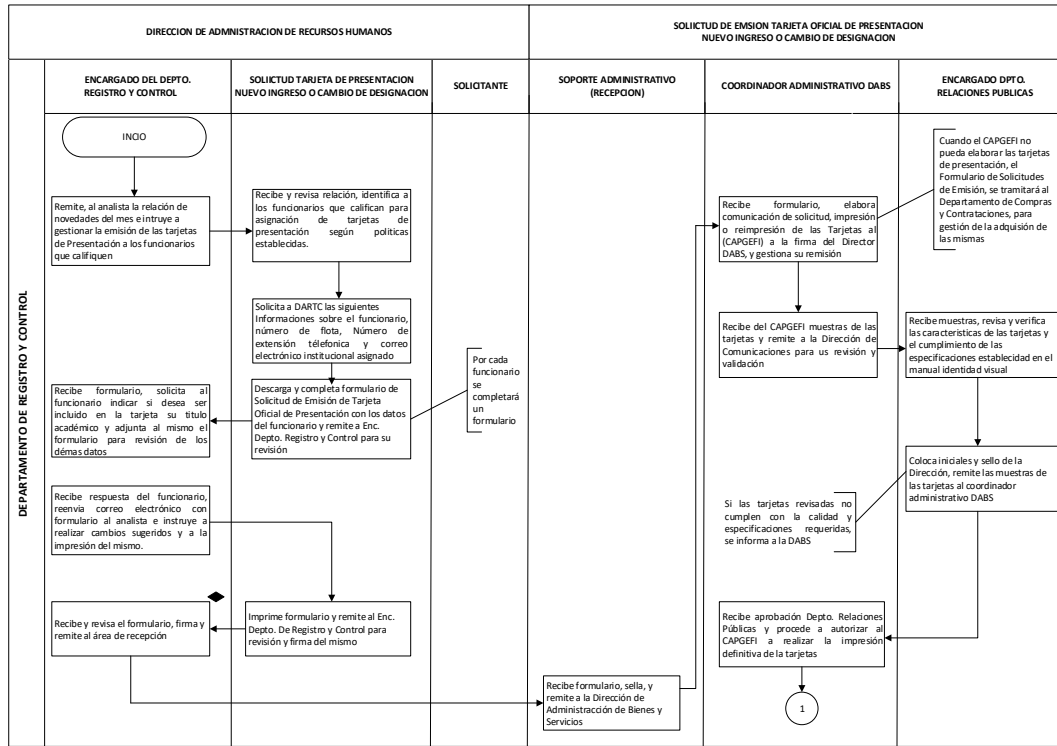 DIRECCION DE ADMNISTRACION DE RECURSOS HUMANOS
SOLIICTUD DE EMSION TARJETA OFICIAL DE PRESENTACION
NUEVO INGRESO O CAMBIO DE DESIGNACION
ENCARGADO DEL DEPTO.
REGISTRO Y CONTROL
SOLIICTUD TARJETA DE PRESENTACION
NUEVO INGRESO O CAMBIO DE DESIGNACION
SOLICITANTE
SOPORTE ADMINISTRATIVO
(RECEPCION)
COORDINADOR ADMINISTRATIVO DABS
ENCARGADO DPTO.
RELACIONES PUBLICAS
DEPARTAMENTO DE REGISTRO Y CONTROL
INCIO
Remite, al analista la relación de
novedades del mes e intruye a
gestionar la emisión de las tarjetas
de Presentación a los funcionarios
que califiquen
Recibe y revisa relación, identifica a
los funcionarios que califican para
asignación de tarjetas de
presentación según politicas
establecidas.
Solicita a DARTC las siguientes
Informaciones sobre el funcionario,
número de flota, Número de
extensión télefonica y correo
electrónico institucional asignado
Descarga y completa formulario de
Solicitud de Emisión de Tarjeta
Oficial de Presentación con los datos
del funcionario y remite a Enc.
Depto. Registro y Control para su
revisión
Por cada
funcionario
se
completará
un
formulario
Recibe formulario, solicita al
funcionario indicar si desea ser
incluido en la tarjeta su titulo
académico y adjunta al mismo el
formulario para revisión de los
démas datos
Recibe respuesta del funcionario,
reenvia correo electrónico con
formulario al analista e instruye a
realizar cambios sugeridos y a la
impresión del mismo.
Imprime formulario y remite al Enc.
Depto. De Registro y Control para
revisión y firma del mismo
Recibe y revisa el formulario, firma y
remite al área de recepción
Recibe formulario, sella, y
remite a la Dirección de
Administracción de Bienes y
Servicios
Recibe formulario, elabora
comunicación de solicitud, impresión
o reimpresión de las Tarjetas al
(CAPGEFI) a la firma del Director
DABS, y gestiona su remisión
Cuando el CAPGEFI no
pueda elaborar las tarjetas
de presentación, el
Formulario de Solicitudes
de Emisión, se tramitará al
Departamento de Compras
y Contrataciones, para
gestión de la adquisión de
las mismas
Recibe del CAPGEFI muestras de las
tarjetas y remite a la Dirección de
Comunicaciones para us revisión y
validación
Recibe muestras, revisa y verifica
las características de las tarjetas y
el cumplimiento de las
especificaciones establecidad en el
manual identidad visual
Coloca iniciales y sello de la
Dirección, remite las muestras de
las tarjetas al coordinador
administrativo DABS
Si las tarjetas revisadas no
cumplen con la calidad y
especificaciones requeridas,
se informa a la DABS
Recibe aprobación Depto. Relaciones
Públicas y procede a autorizar al
CAPGEFI a realizar la impresión
definitiva de la tarjetas
1